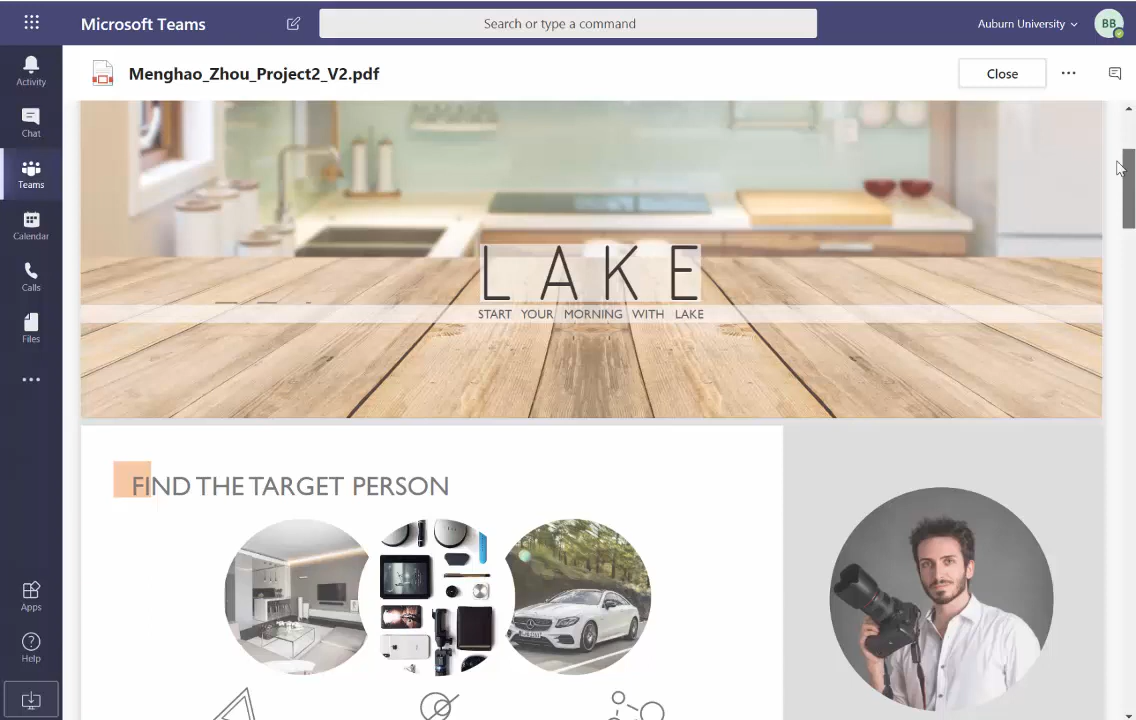 Microsoft Teams
Search or type a command
Auburn University
BB
Activity
Chat
Teams
Calendar
Calls
Files
Apps
Help
Menghao_Zhou_Project2_V2.pdf
Close
LAKE
START YOUR MORNING WITH LAKE
FIND THE TARGET PERSON